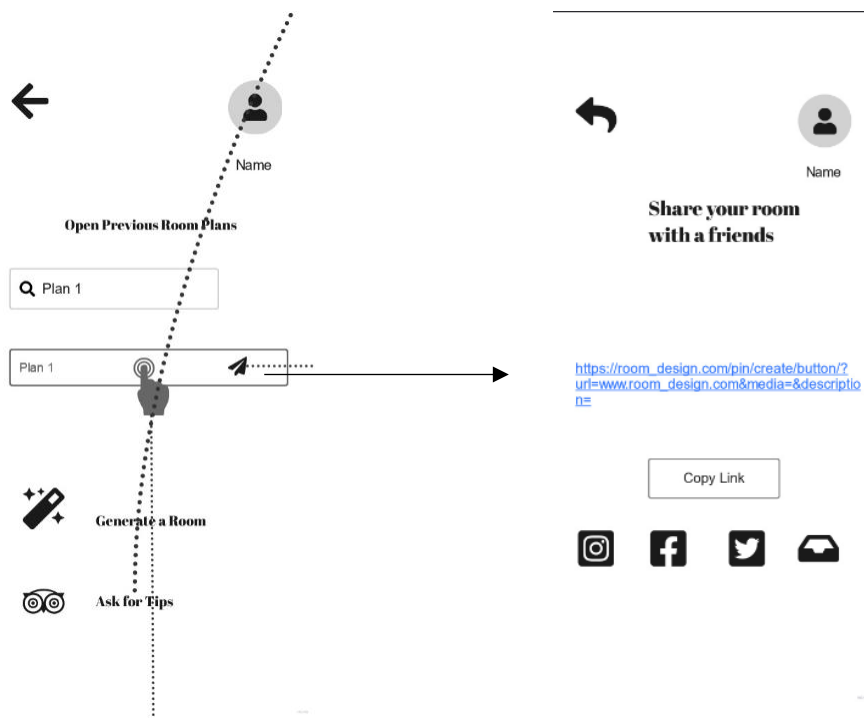 Name
Open Previous Room Plans
Plan 1
Plan 1
Generate a Room
Ask for Tips
Name
Share your room
with a friends
https://room_design.com/pin/create/button/?
url=www.room_design.com&media=&descriptio
n=
Copy Link